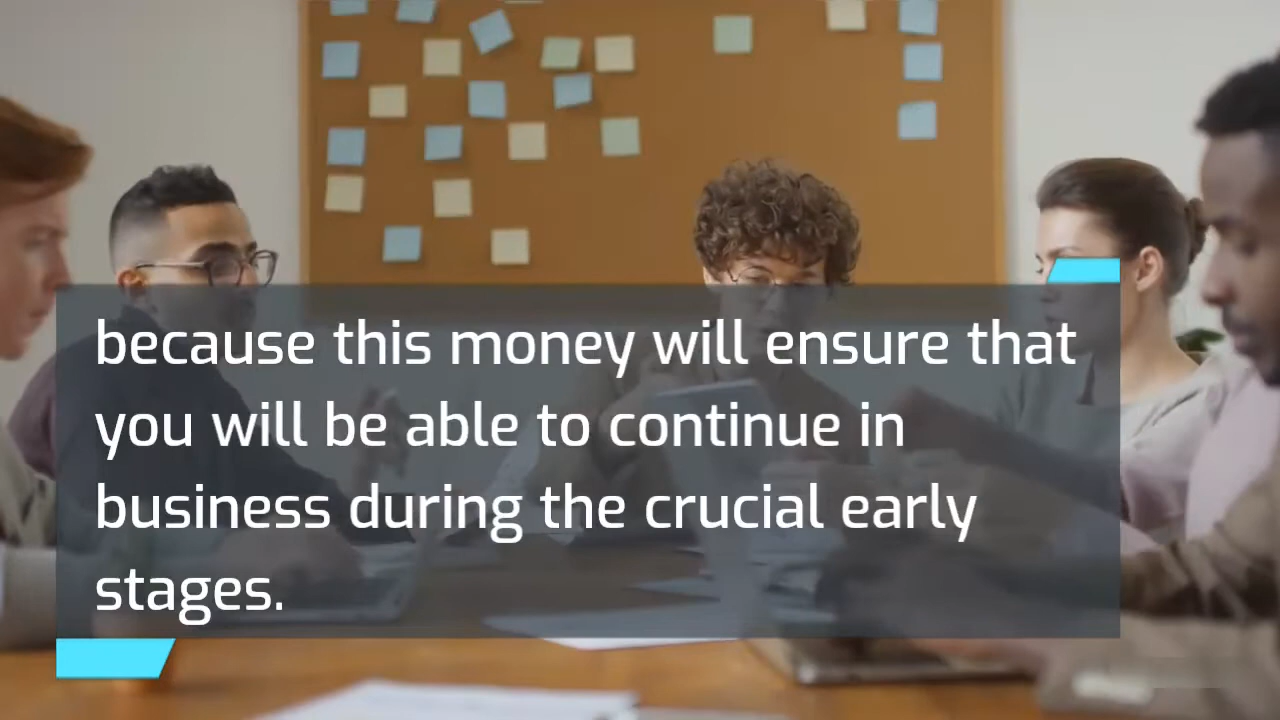 because this money will ensure that
you will be able to continue in
business during the crucial early
stages.